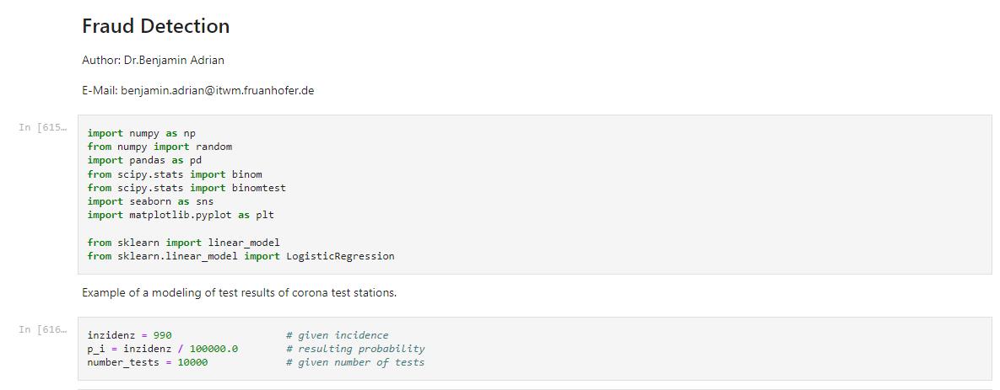 Fraud Detection
Author: Dr.Benjamin Adrian
E-Mail: benjamin.adrian@itwm.fruanhofer.de
In [615…
import numpy as np
from numpy import random
import pandas as pd
from scipy.stats import binom
from scipy.stats import binomtest
import seaborn as sns
import matplotlib.pyplot as plt
from sklearn import linear_model
from sklearn.linear_model import LogisticRegression
Example of a modeling of test results of corona test stations.
In [616…
inzidenz = 990 # given incidence
p_i = inzidenz / 100000.0 # resulting probability
number_tests = 10000 # given number of tests